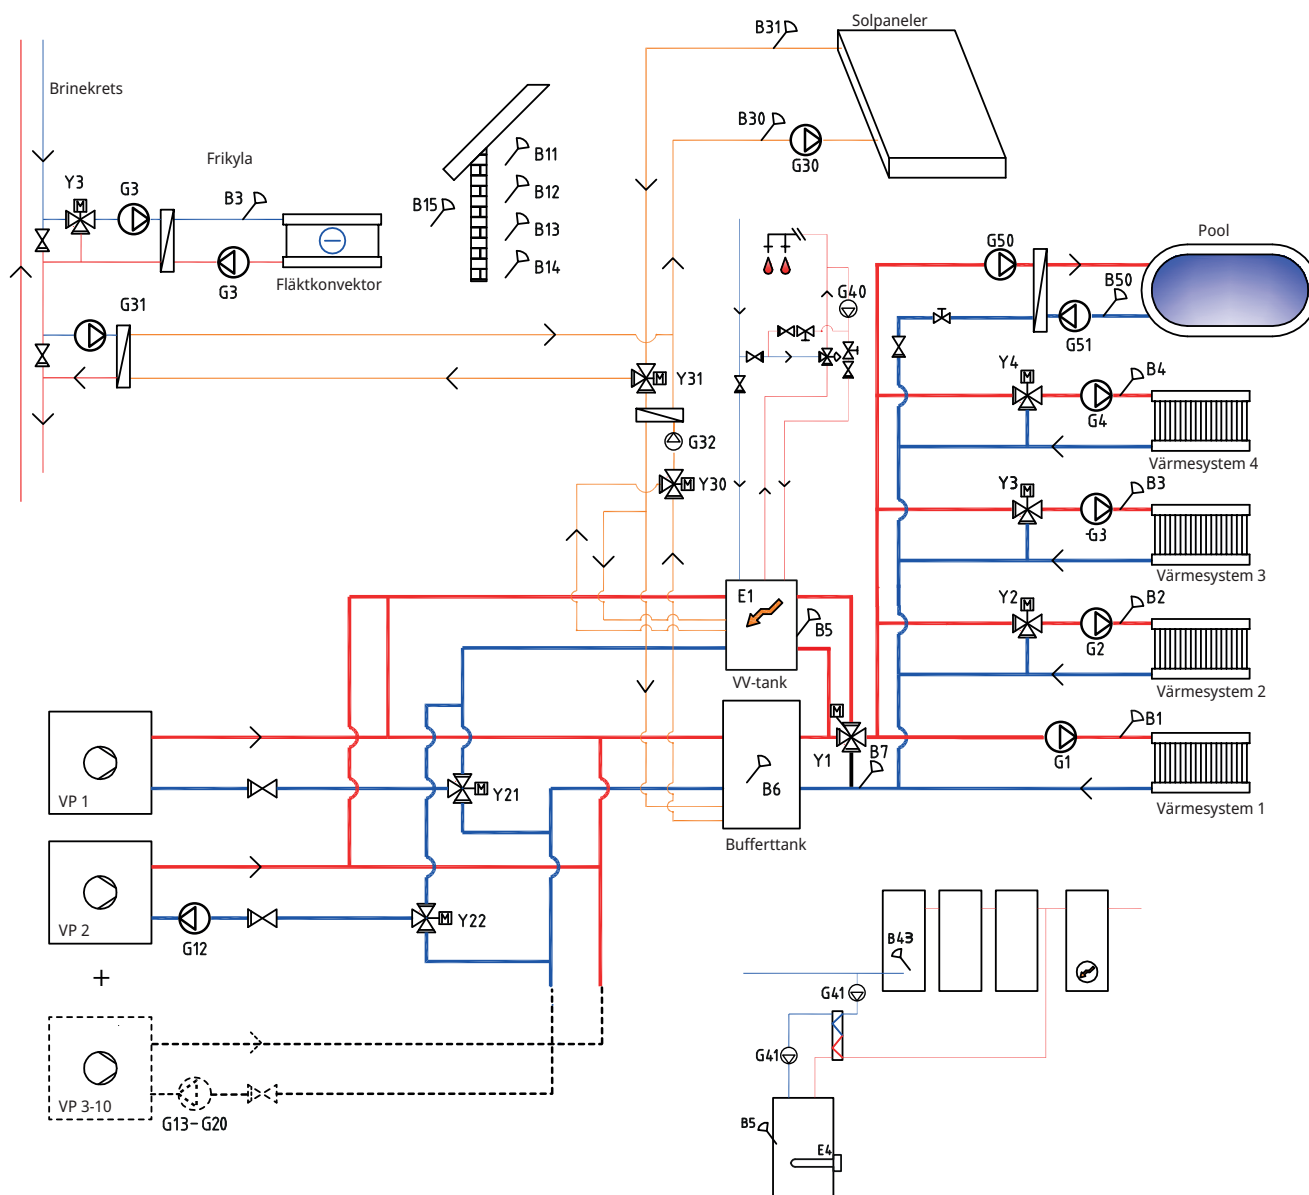 Solpaneler
B31
Brinekrets
B30
G30
Frikyla
B11
Y3
G3
B3
B12
B15
B13
B14
G3
Fläktkonvektor
Pool
G50
B50
G51
G40
G31
Y31
Y4
B4
G4
Värmesystem 4
G32
Y30
Y3
B3
-G3
Värmesystem 3
E1
B5
VV-tank
Y2
B2
G2
Värmesystem 2
B1
G1
Värmesystem 1
Y1
B7
B6
Bufferttank
Y21
VP 1
VP 2
G12
Y22
+
VP 3-10
G13-G20
B43
G41
G41
B5
E4
M
M
M
M
M
M
M
M
M